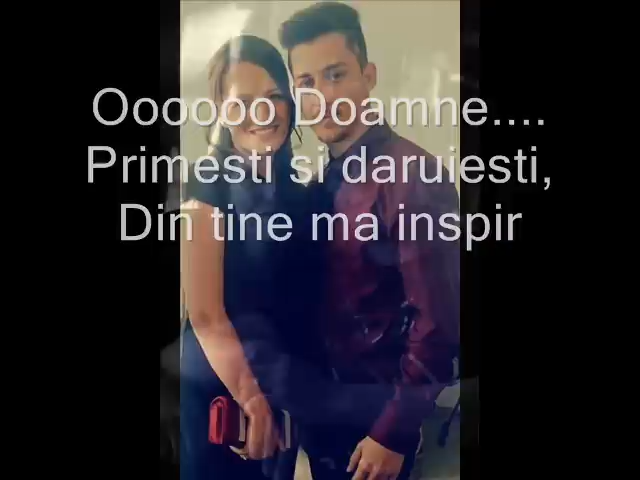 Oooooo Doamne....
Primesti si daruiesti,
Din tine ma inspir